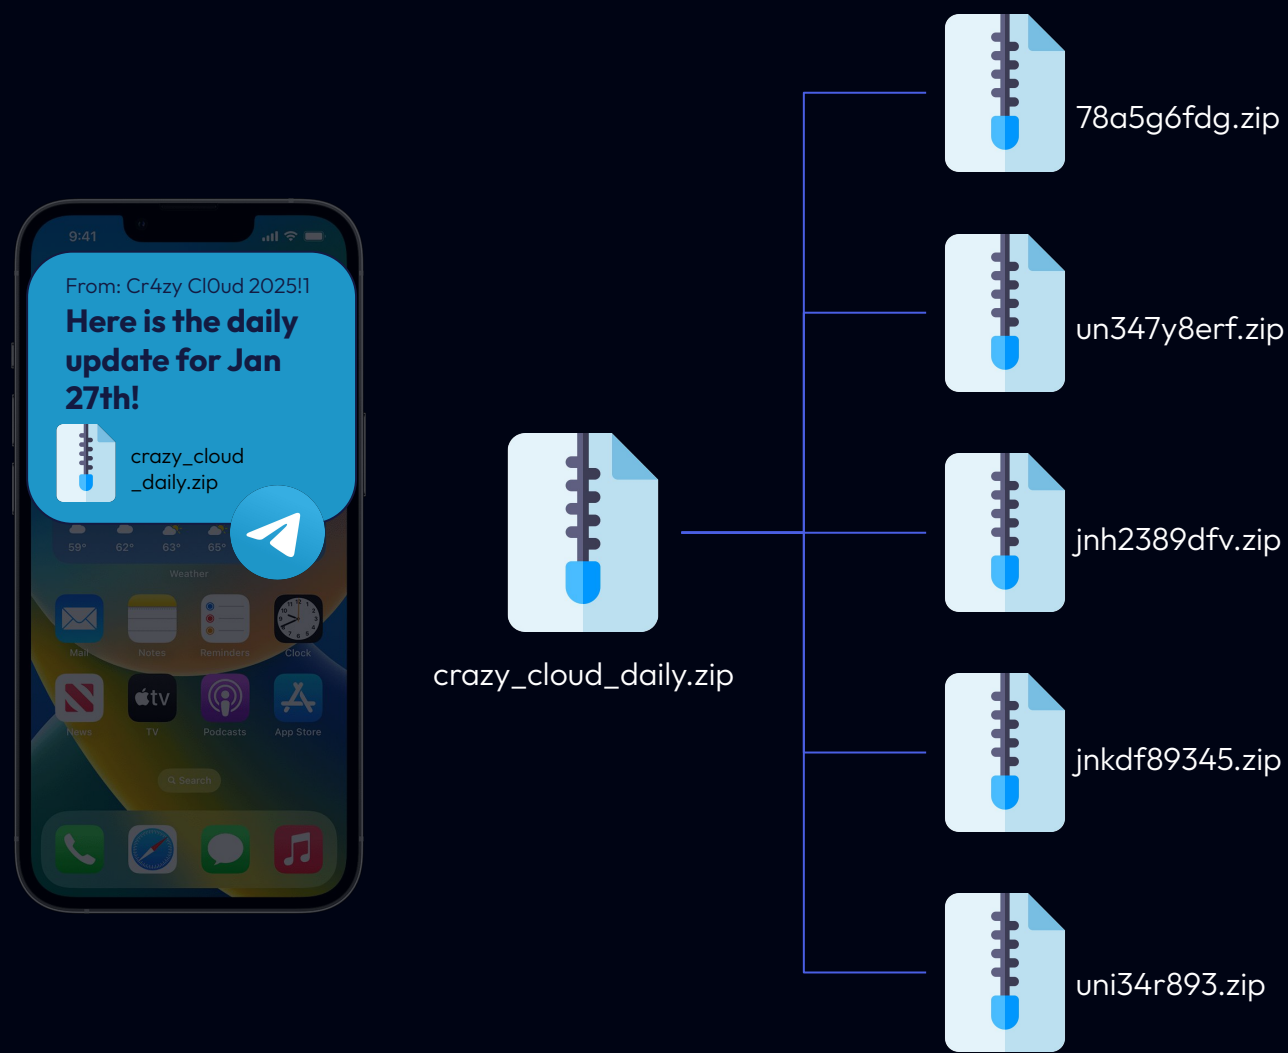 78a5g6fdg.zip
9:41
From: Cr4zy Cl0ud 2025!1
Here is the daily
update for Jan
27th!
un347y8erf.zip
crazy_cloud
_daily.zip
59° 62° 63° 65°
Weather
jnh2389dfv.zip
Mail Notes Reminders Clock
crazy_cloud_daily.zip
tv
News TV Podcasts App Store
jnkdf89345.zip
Search
uni34r893.zip